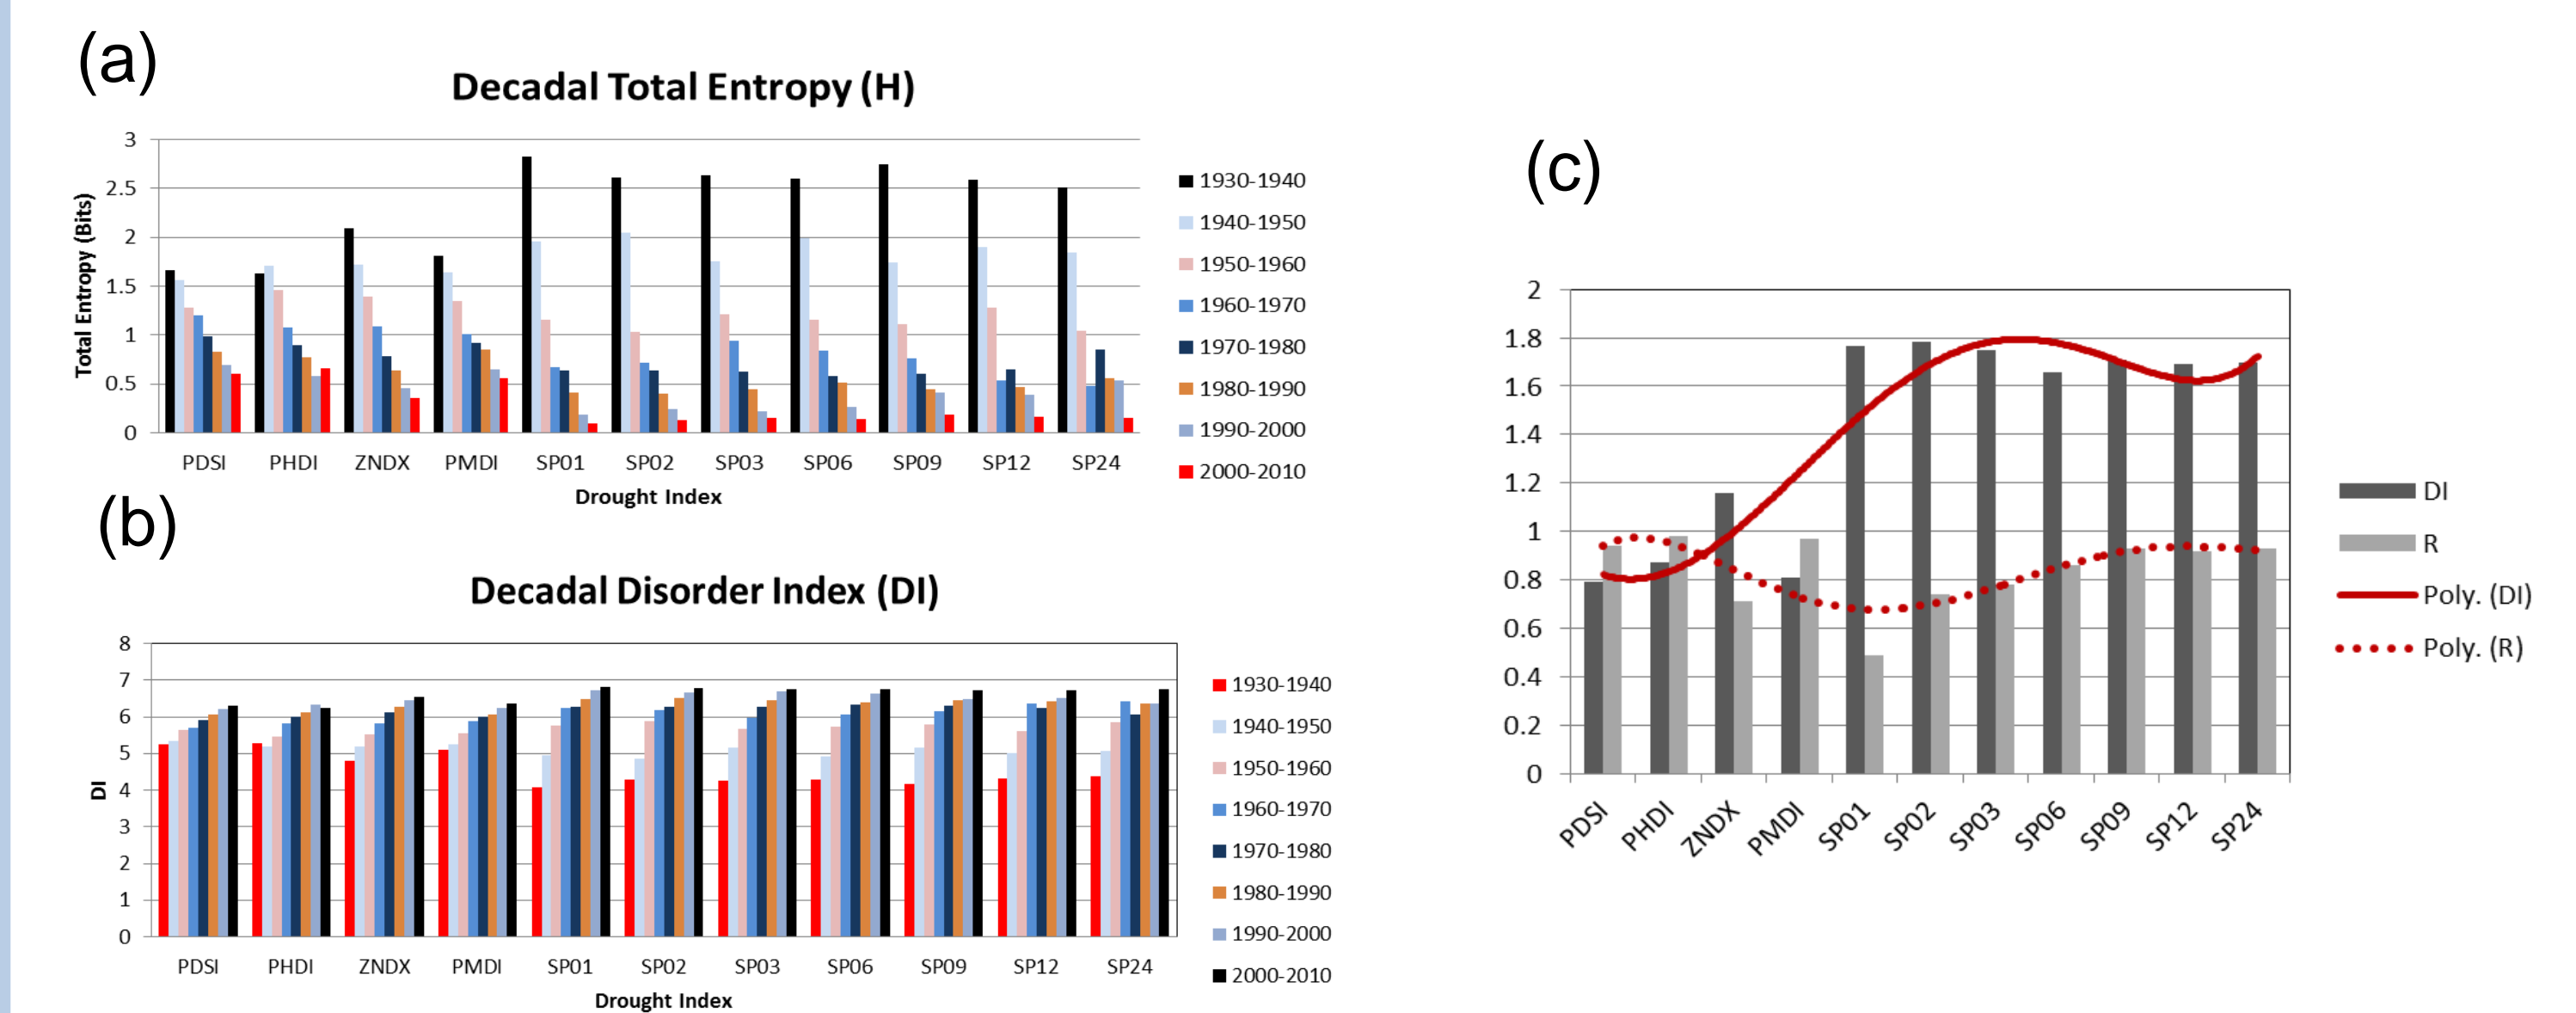 (a)
Decadal Total Entropy (H)
Total Entropy (Bits)
3
2.5
2
1.5
1
0.5
0
PDSI PHDI ZNDX PMDI SP01 SP02 SP03 SP06 SP09 SP12 SP24
Drought Index
1930-1940
1940-1950
1950-1960
1960-1970
1970-1980
1980-1990
1990-2000
2000-2010
(b)
Decadal Disorder Index (DI)
DI
8
7
6
5
4
3
2
1
0
PDSI PHDI ZNDX PMDI SP01 SP02 SP03 SP06 SP09 SP12 SP24
Drought Index
1930-1940
1940-1950
1950-1960
1960-1970
1970-1980
1980-1990
1990-2000
2000-2010
(c)
2
1.8
1.6
1.4
1.2
1
0.8
0.6
0.4
0.2
0
PDSI PHDI ZNDX PMDI SP01 SP02 SP03 SP06 SP09 SP12 SP24
DI
R
Poly. (DI)
Poly. (R)